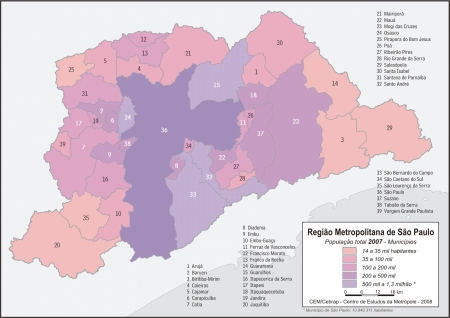 21 Mairiporã
22 Mauá
23 Mogi das Cruzes
24 Osasco
25 Pirapora do Bom Jesus
26 Poá
27 Ribeirão Pires
28 Rio Grande da Serra
29 Salesópolis
30 Santa Isabel
31 Santana de Parnaíba
32 Santo André
12
13
5
4
21
30
25
15
1
14
31
24
18
2
6
17
19
36
11
26
37
23
3
29
38
39
7
9
34
8
22
27
16
32
28
33
35
10
20
33 São Bernardo do Campo
34 São Caetano do Sul
35 São Lourenço da Serra
36 São Paulo
37 Suzano
38 Taboão da Serra
39 Vargem Grande Paulista
8 Diadema
9 Embu
10 Embu-Guaçu
11 Ferraz de Vasconcelos
12 Francisco Morato
13 Franco da Rocha
14 Guararema
15 Guarulhos
16 Itapecerica da Serra
17 Itapevi
18 Itaquaquecetuba
19 Jandira
20 Juquitiba
1 Arujá
2 Barueri
3 Biritiba-Mirim
4 Caieiras
5 Cajamar
6 Carapicuíba
7 Cotia
Região Metropolitana de São Paulo
População total 2007 - Municípios
14 a 35 mil habitantes
35 a 100 mil
100 a 200 mil
200 a 500 mil
500 mil a 1,3 milhão *
0 6 12 18 km
CEM/Cebrap - Centro de Estudos da Metrópole - 2008